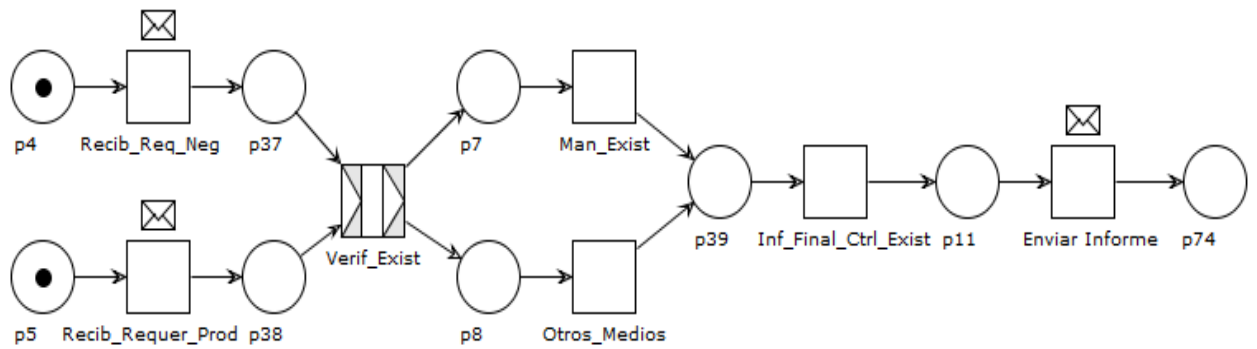 p4
Recib_Req_Neg
p37
p7
Man_Exist
p5
Recib_Requer_Prod
p38
Verif_Exist
p8
Otros_Medios
p39
Inf_Final_Ctrl_Exist
p11
Enviar Informe
p74